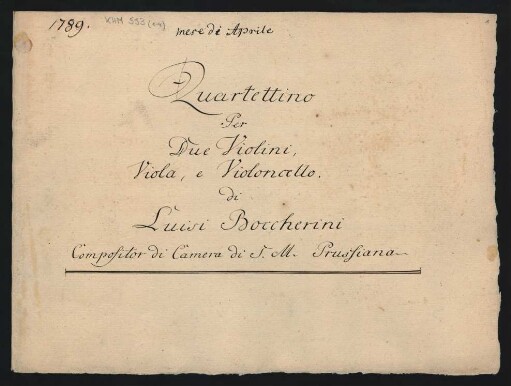 1789.
KHM 553
mese di Aprile
Quartettino
Per
Due Violini,
Viola, e Violoncello.
di
Luisi Boccherini
Compositor di Camera di S. M. Prussiana